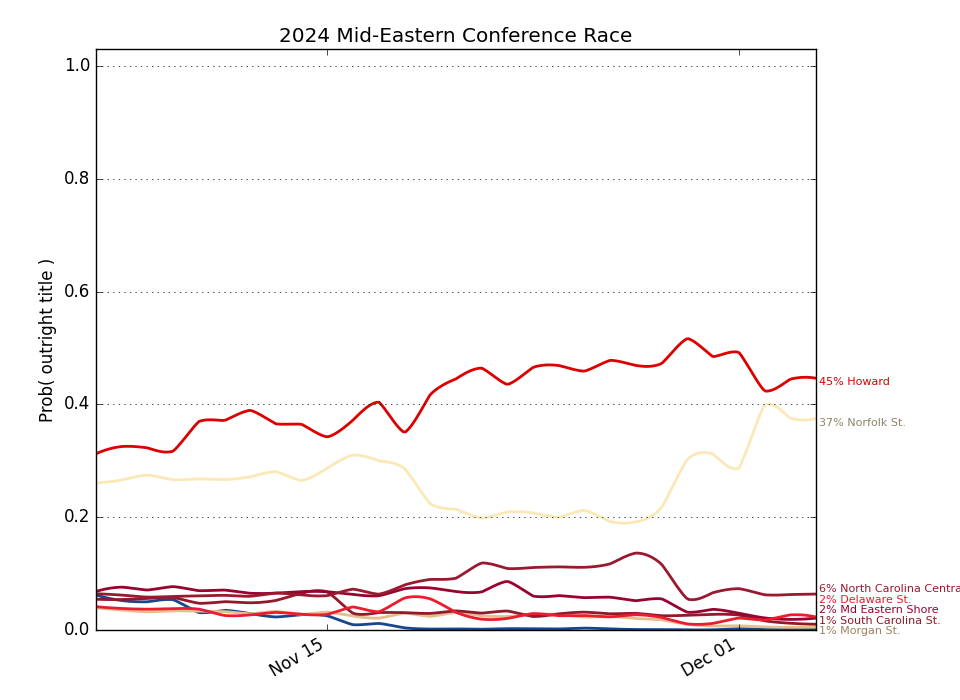 2024 Mid-Eastern Conference Race
1.0
0.8
0.6
0.4
0.2
0.0
Prob( outright title )
Nov 15
Dec 01
45% Howard
37% Norfolk St.
6% North Carolina Centra
2% Delaware St.
2% Md Eastern Shore
1% South Carolina St.
1% Morgan St.